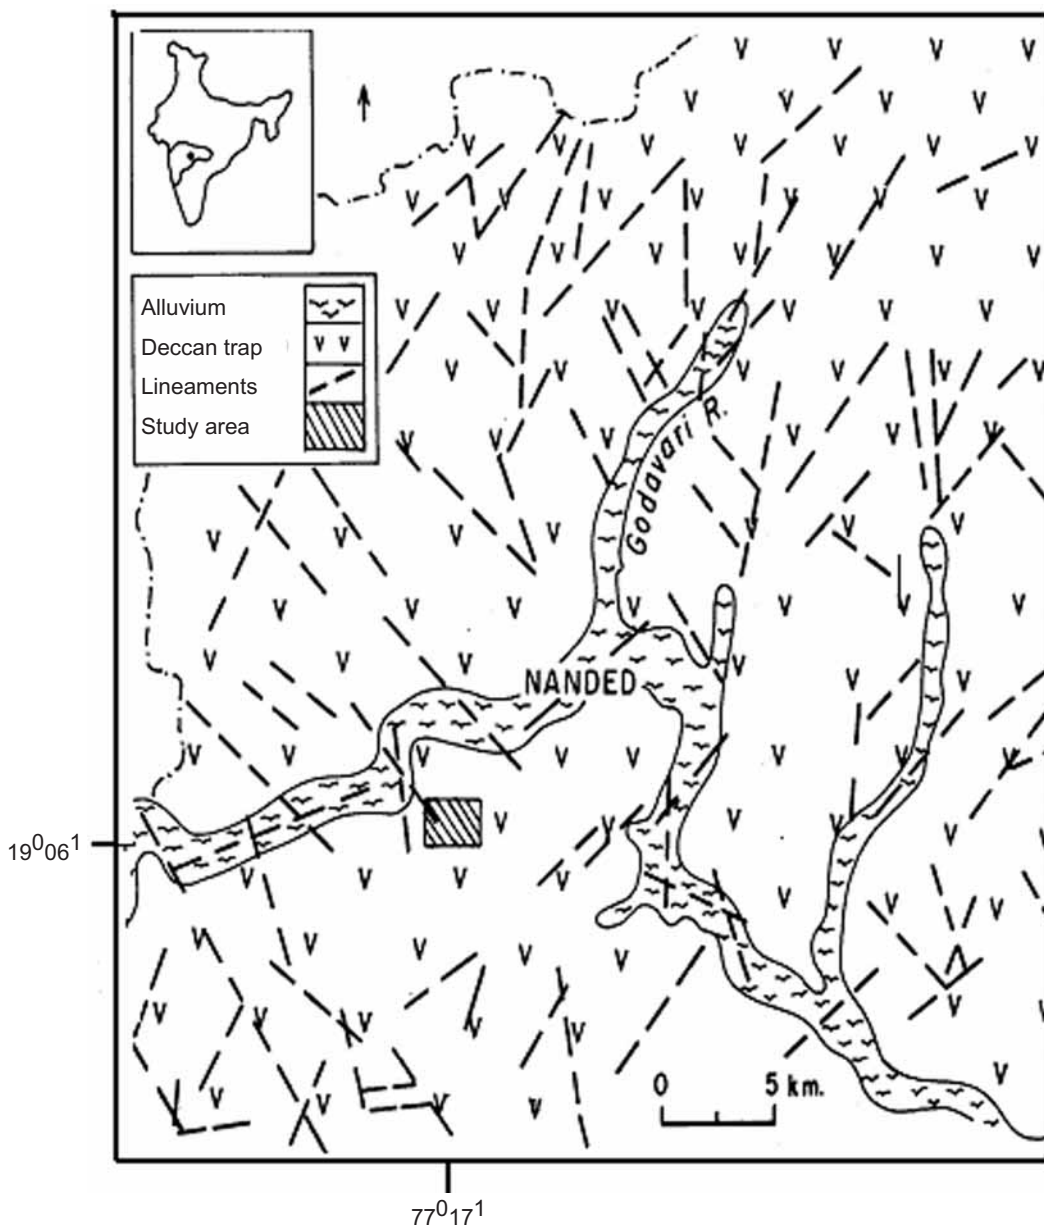 Alluvium
Deccan trap
Lineaments
Study area
Godavari R.
NANDED
19⁰06¹
0 5 km.
77⁰17¹